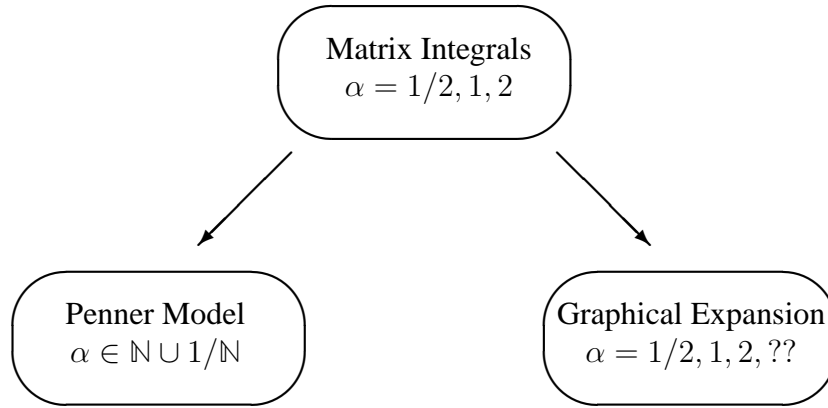 Matrix Integrals
α = 1/2, 1, 2
Penner Model
α ∈ ℕ ∪ 1/ℕ
Graphical Expansion
α = 1/2, 1, 2, ??